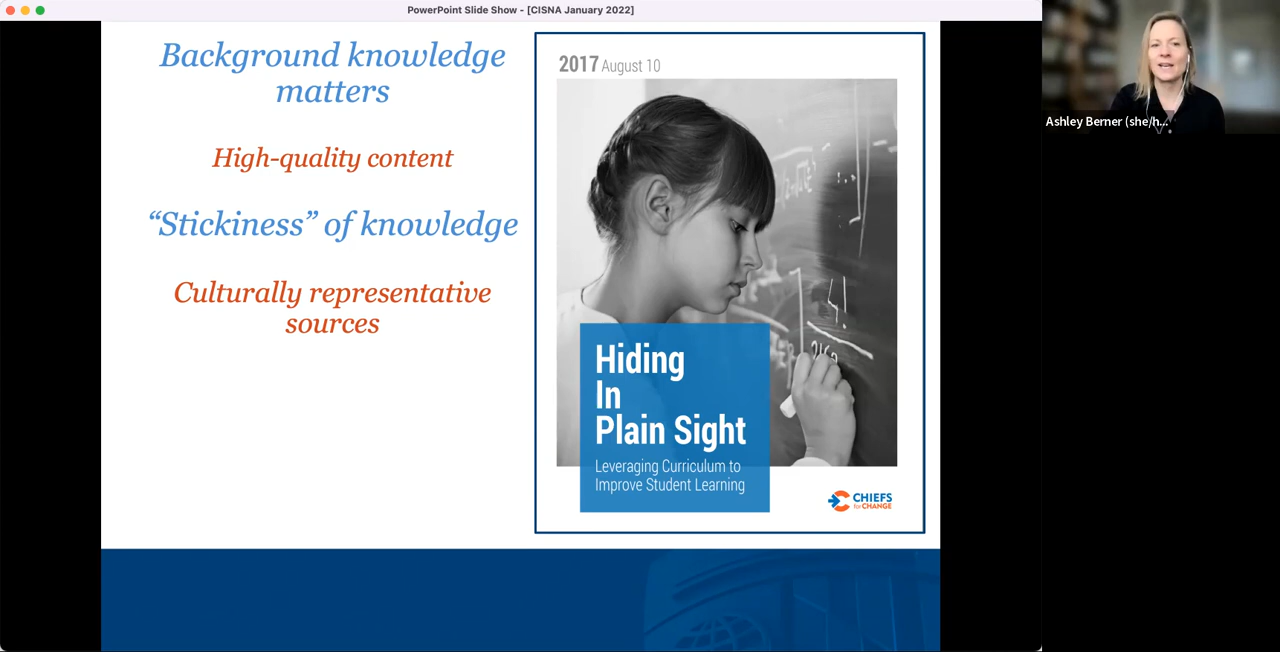 PowerPoint Slide Show - [CISNA January 2022]
Background knowledge
matters
High-quality content
“Stickiness” of knowledge
Culturally representative
sources
2017 August 10
Hiding
In
Plain Sight
Leveraging Curriculum to
Improve Student Learning
CHIEFS
for CHANGE
Ashley Berner (she/h...